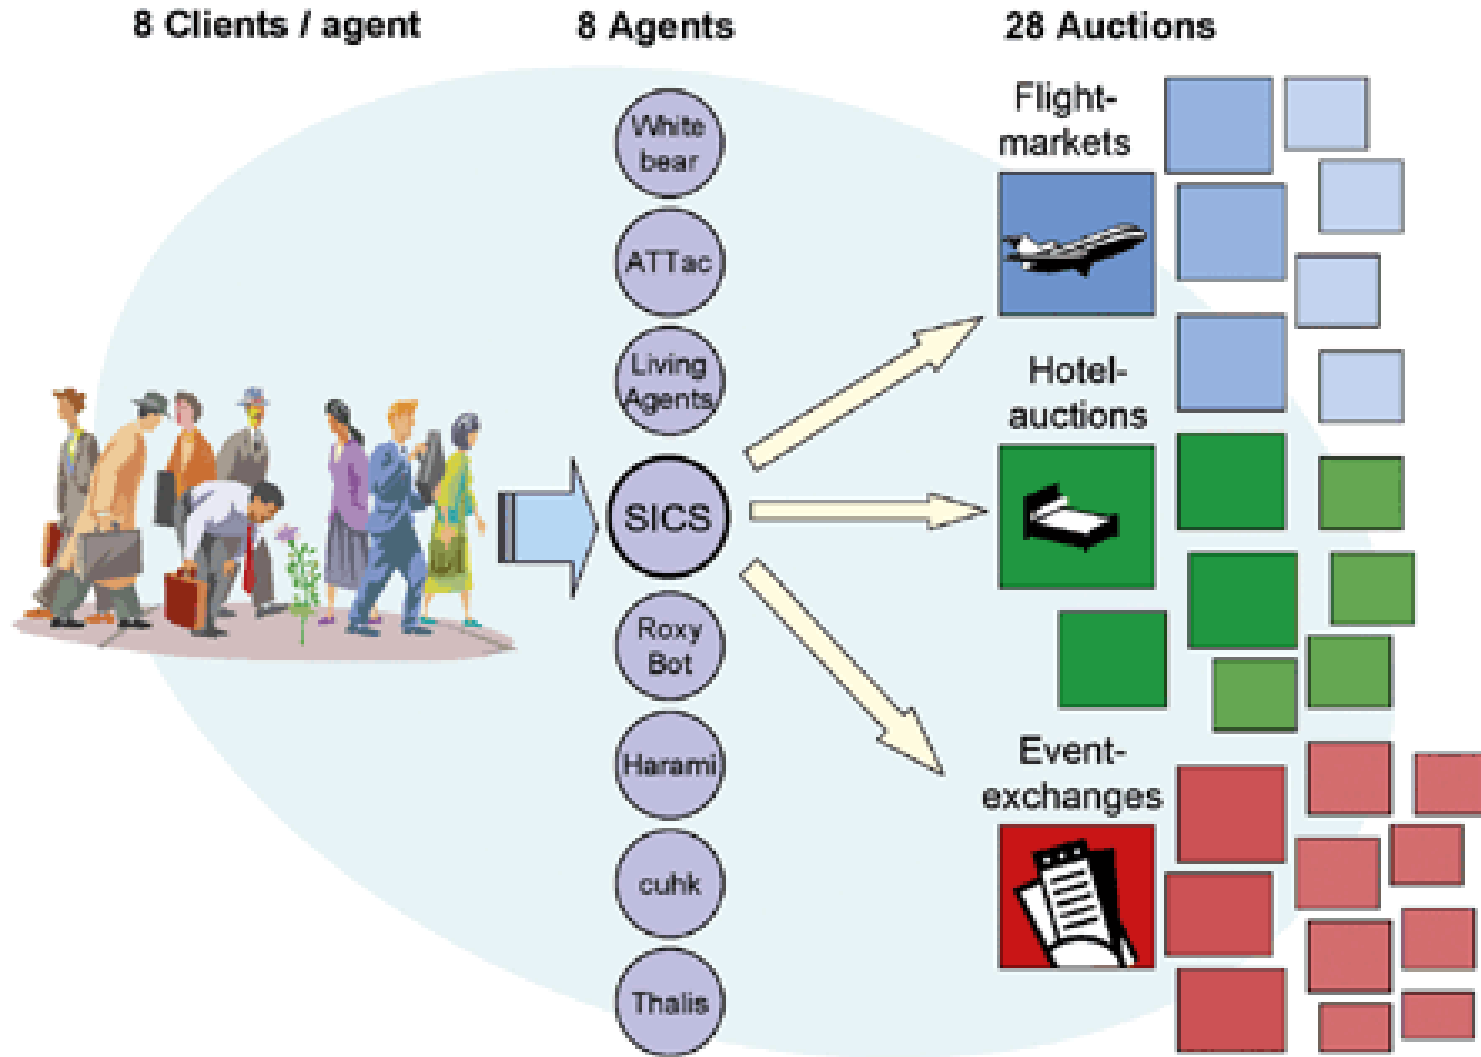 8 Clients / agent
8 Agents
28 Auctions
White
bear
ATTac
Living
Agents
SICS
Roxy
Bot
Harami
cuhk
Thalis
Flight-
markets
Hotel-
auctions
Event-
exchanges